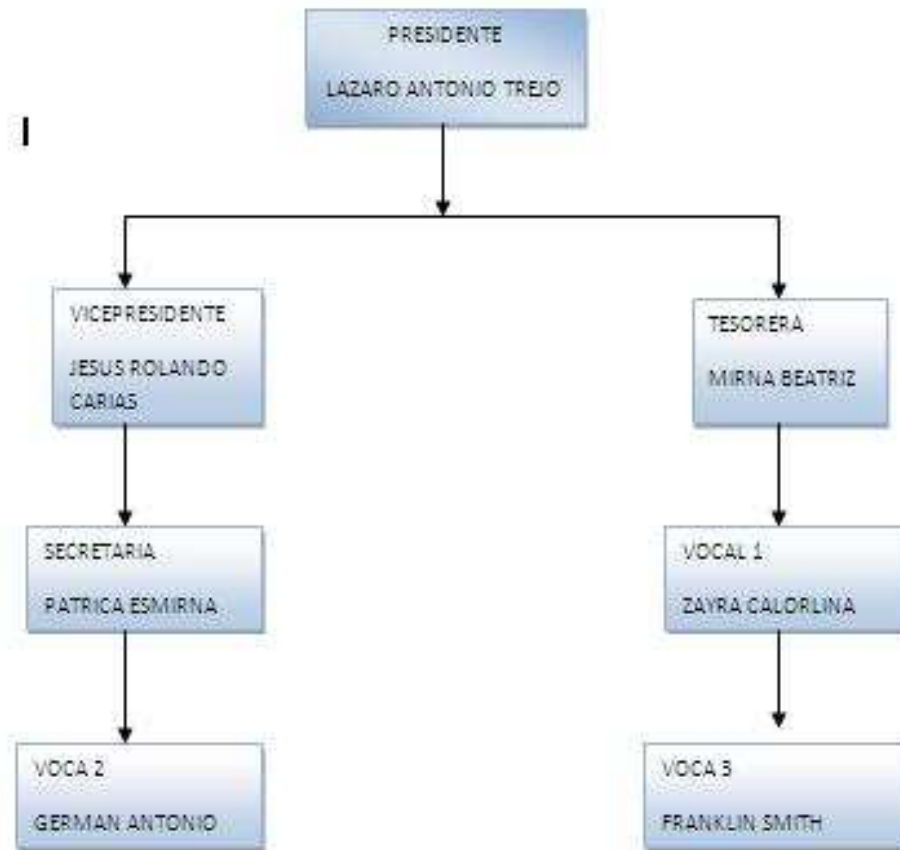 PRESIDENTE
LAZARO ANTONIO TREJO
VICEPRESIDENTE
JESUS ROLANDO
CARIAS
TESORERA
MIRNA BEATRIZ
SECRETARIA
PATRICA ESMIRNA
VOCAL 1
ZAYRA CALORLINA
VOCA 2
GERMAN ANTONIO
VOCA 3
FRANKLIN SMITH